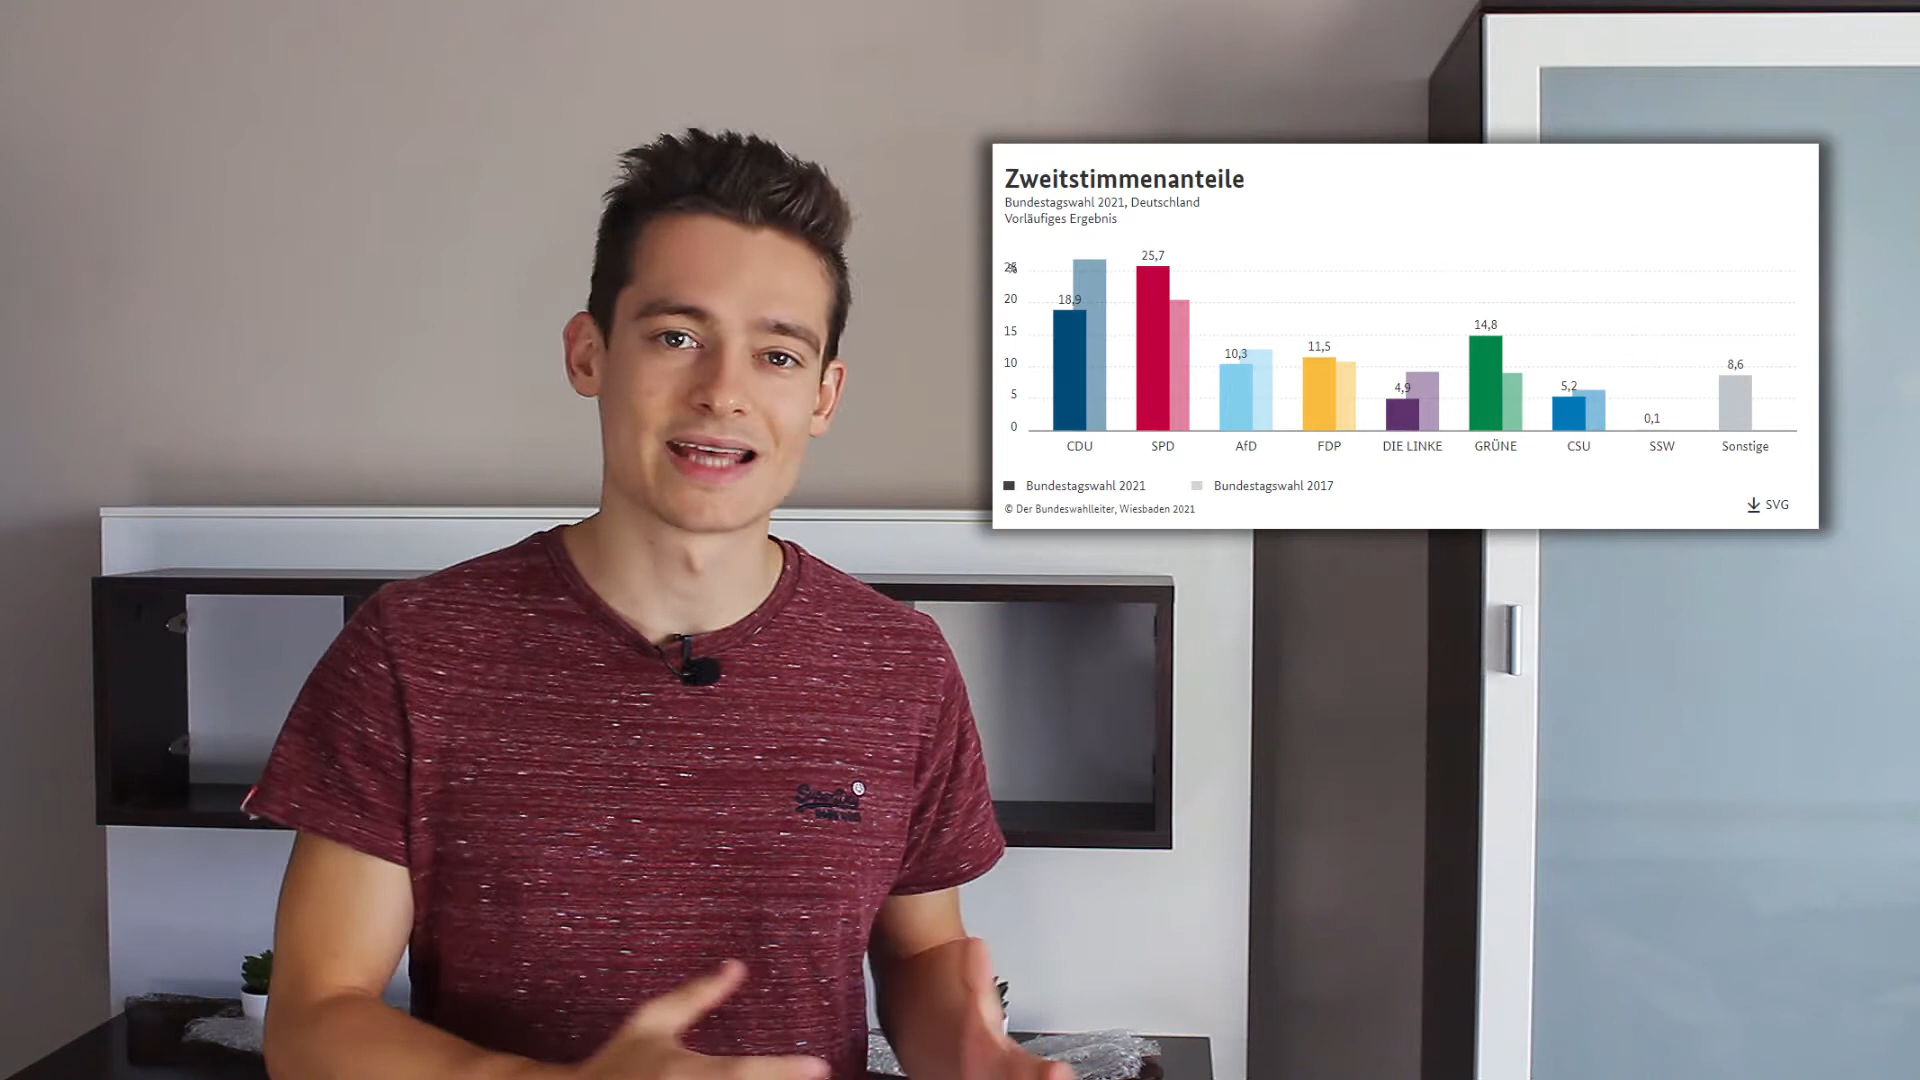 Zweitstimmenanteile
Bundestagswahl 2021, Deutschland
Vorläufiges Ergebnis
25
%
20
15
10
5
0
18,9
25,7
10,3
11,5
4,9
14,8
5,2
0,1
8,6
CDU SPD AfD FDP DIE LINKE GRÜNE CSU SSW Sonstige
Bundestagswahl 2021 Bundestagswahl 2017
© Der Bundeswahlleiter, Wiesbaden 2021
SVG